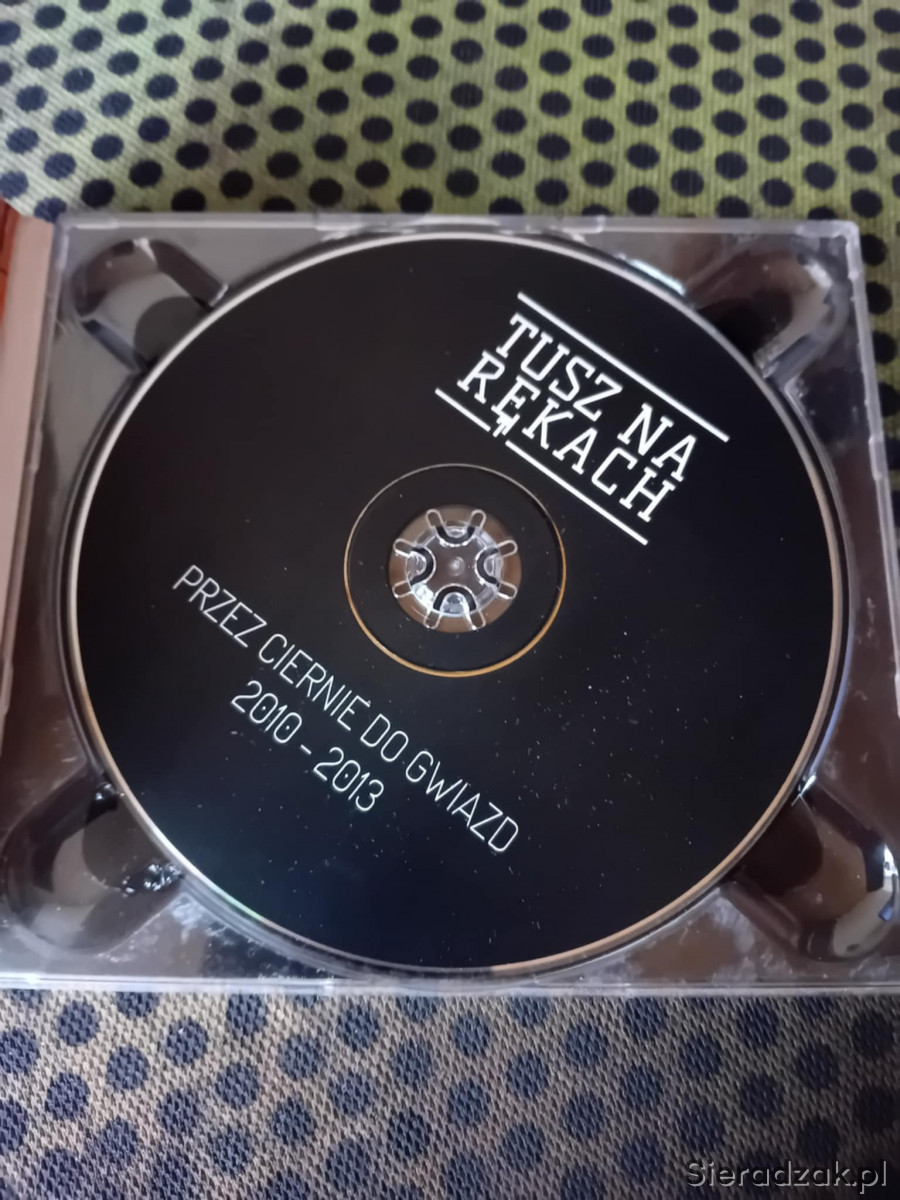 TUSZ NA
RĘKACH
PRZEZ CIERNIE DO GWIAZD
2010 - 2013
Sieradzak.pl